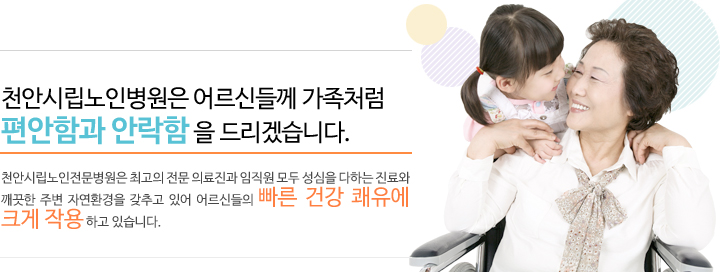 천안시립노인병원은 어르신들께 가족처럼
편안함과 안락함을 드리겠습니다.
천안시립노인전문병원은 최고의 전문 의료진과 임직원 모두 성심을 다하는 진료와
깨끗한 주변 자연환경을 갖추고 있어 어르신들의 빠른 건강 쾌유에
크게 작용하고 있습니다.